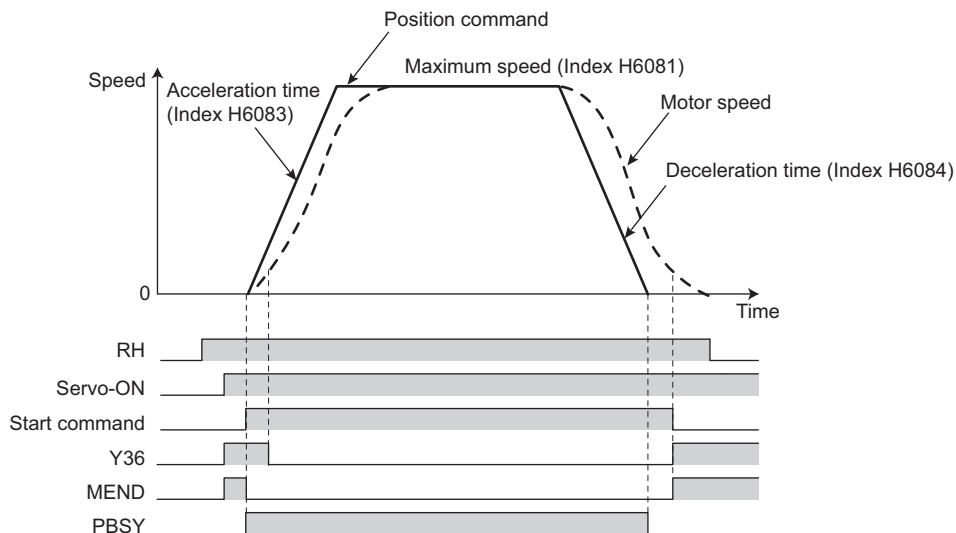 Position command
Speed
Maximum speed (Index H6081)
Acceleration time
(Index H6083)
Motor speed
Deceleration time (Index H6084)
0
Time
RH
Servo-ON
Start command
Y36
MEND
PBSY